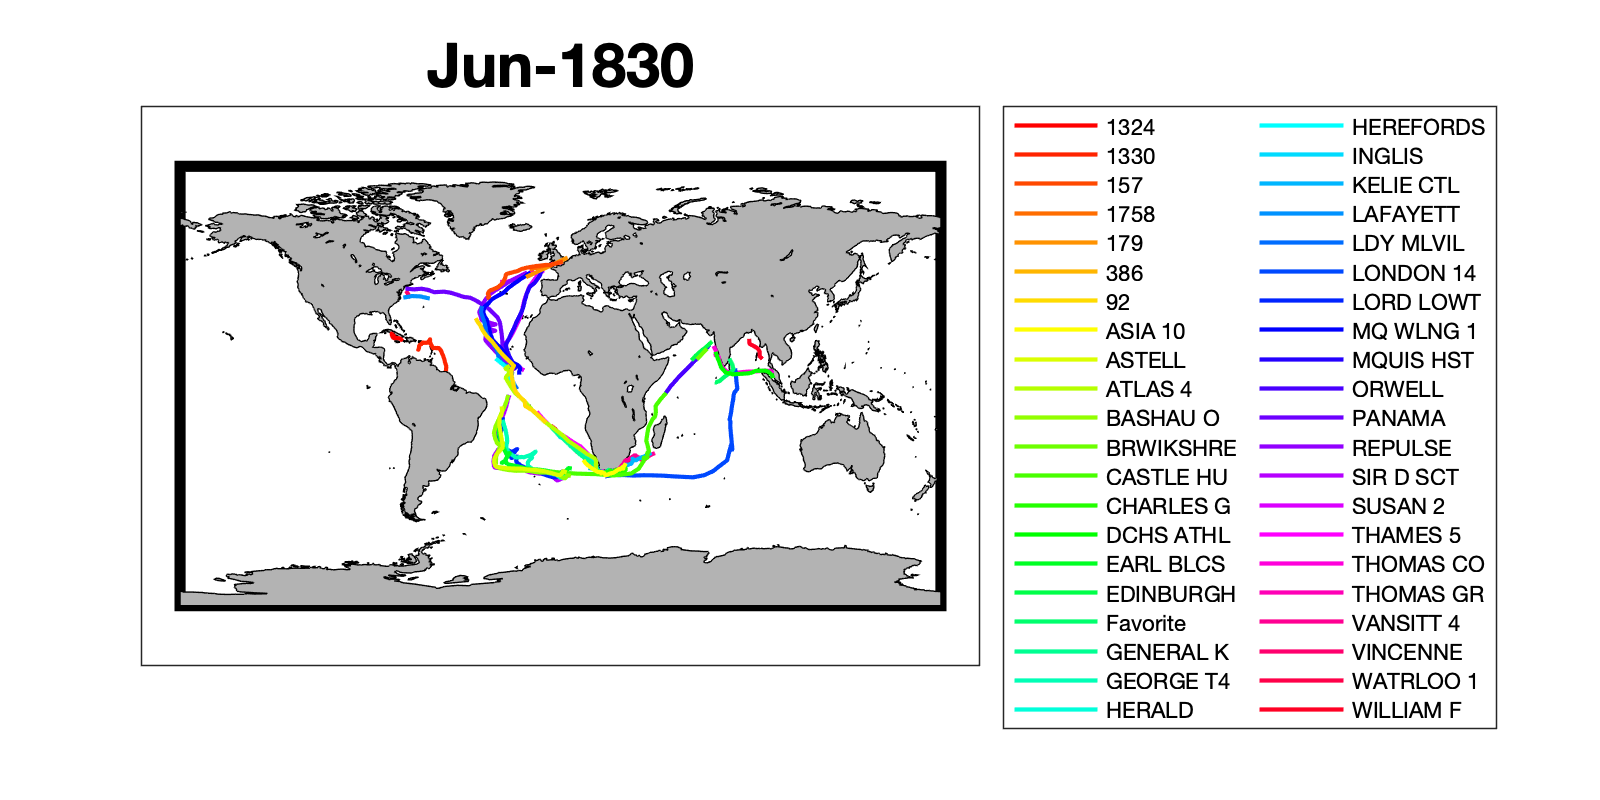 Jun-1830
1324
1330
157
1758
179
386
92
ASIA 10
ASTELL
ATLAS 4
BASHAU O
BRWIKSHRE
CASTLE HU
CHARLES G
DCHS ATHL
EARL BLCS
EDINBURGH
Favorite
GENERAL K
GEORGE T4
HERALD
HEREFORDS
INGLIS
KELIE CTL
LAFAYETT
LDY MLVIL
LONDON 14
LORD LOWT
MQ WLNG 1
MQUIS HST
ORWELL
PANAMA
REPULSE
SIR D SCT
SUSAN 2
THAMES 5
THOMAS CO
THOMAS GR
VANSITT 4
VINCENNE
WATRLOO 1
WILLIAM F